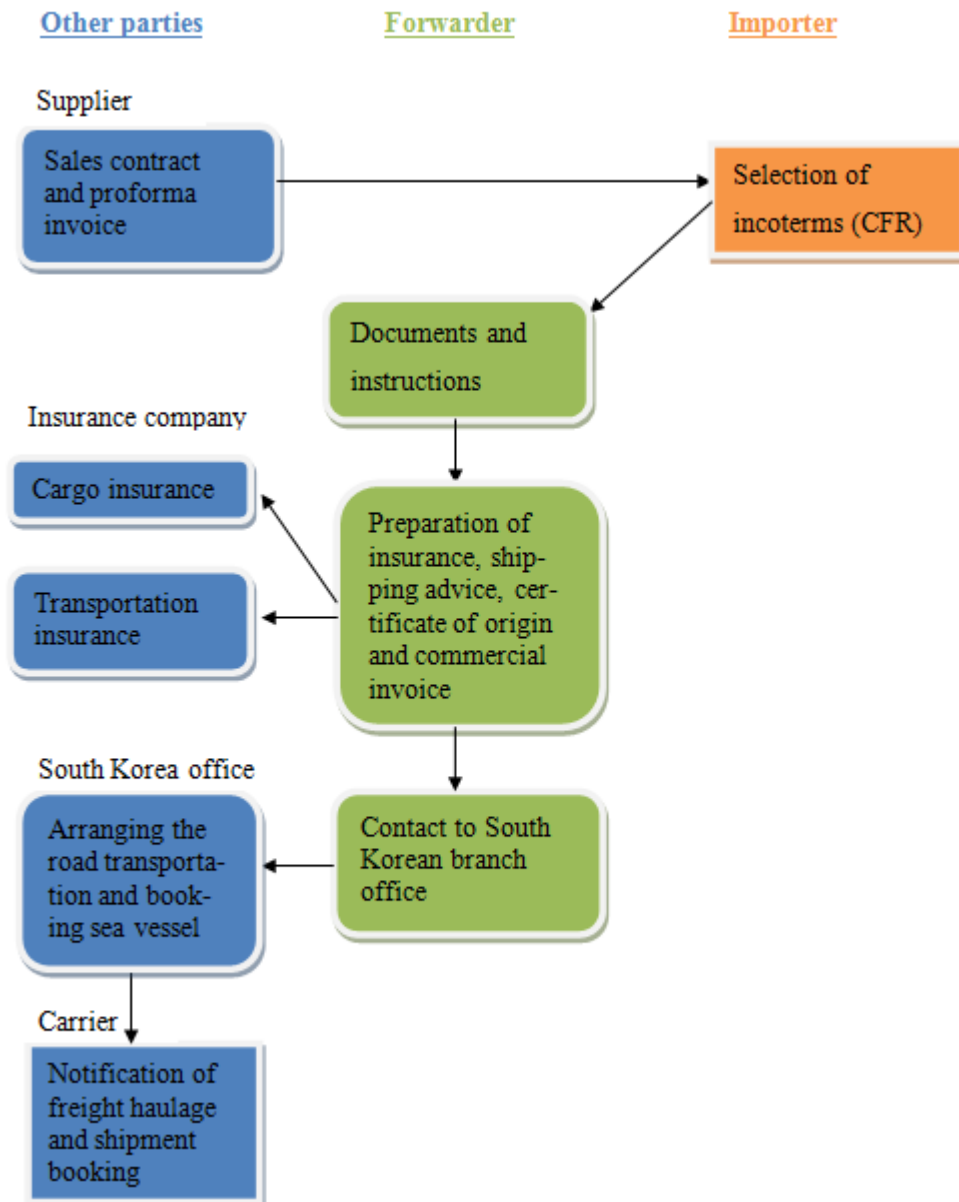 Other parties
Forwarder
Importer
Supplier
Sales contract
and proforma
invoice
Selection of
incoterms (CFR)
Documents and
instructions
Insurance company
Cargo insurance
Transportation
insurance
Preparation of
insurance, ship-
ping advice, cer-
tificate of origin
and commercial
invoice
South Korea office
Arranging the
road transporta-
tion and book-
ing sea vessel
Contact to South
Korean branch
office
Carrier
Notification of
freight haulage
and shipment
booking